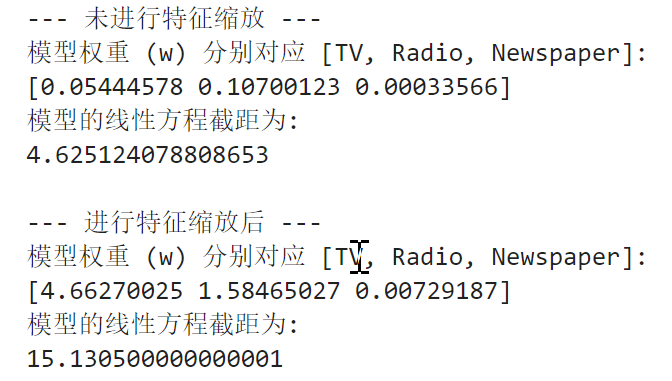 --- 未进行特征缩放 ---
模型权重 (w) 分别对应 [TV, Radio, Newspaper]:
[0.05444578 0.10700123 0.00033566]
模型的线性方程截距为:
4.625124078808653
--- 进行特征缩放后 ---
模型权重 (w) 分别对应 [TV, Radio, Newspaper]:
[4.66270025 1.58465027 0.00729187]
模型的线性方程截距为:
15.130500000000001